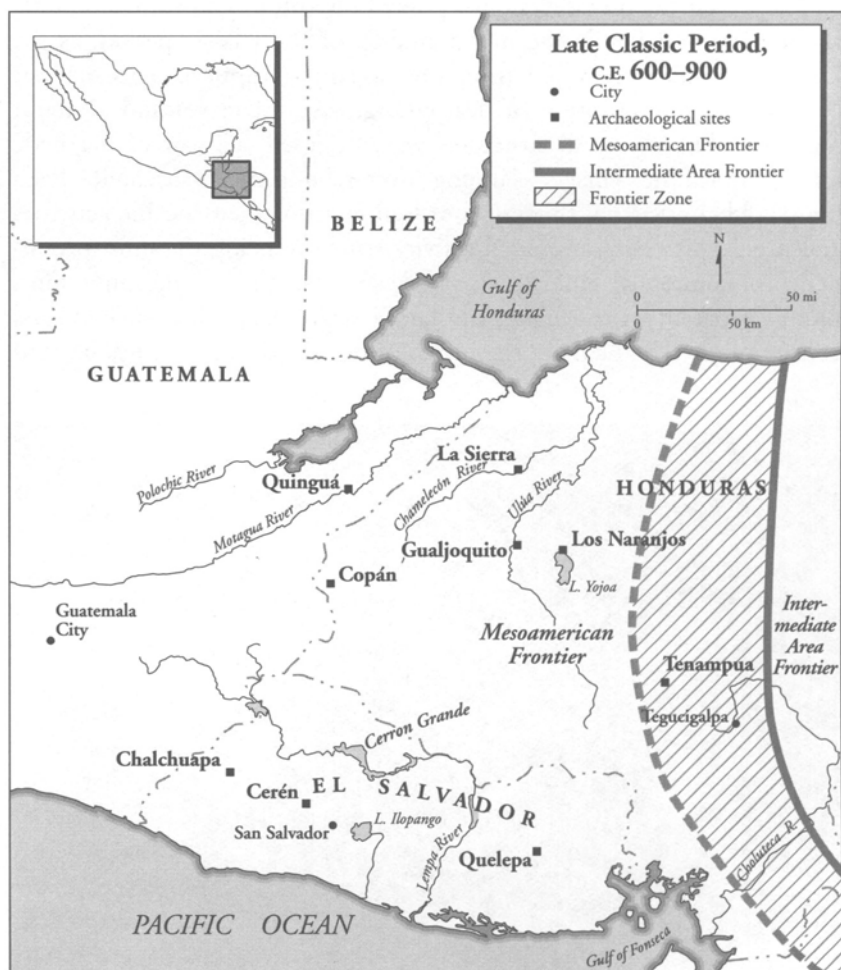 Late Classic Period,
C.E. 600–900
City
Archaeological sites
Mesoamerican Frontier
Intermediate Area Frontier
Frontier Zone
N
0 50 mi
0 50 km
BELIZE
Gulf of
Honduras
GUATEMALA
Polochic River
Quinguá
Motagua River
La Sierra
Chamelecón River
Ulúa River
HONDURAS
Gualjoquito
Los Naranjos
L. Yojoa
Copán
Guatemala
City
Mesoamerican
Frontier
Inter-
mediate
Area
Frontier
Tenampua
Tegucigalpa
Cerron Grande
Chalchuapa
Cerén
EL SALVADOR
San Salvador
L. Ilopango
Lempa River
Quelepa
Choluteca R.
PACIFIC OCEAN
Gulf of Fonseca